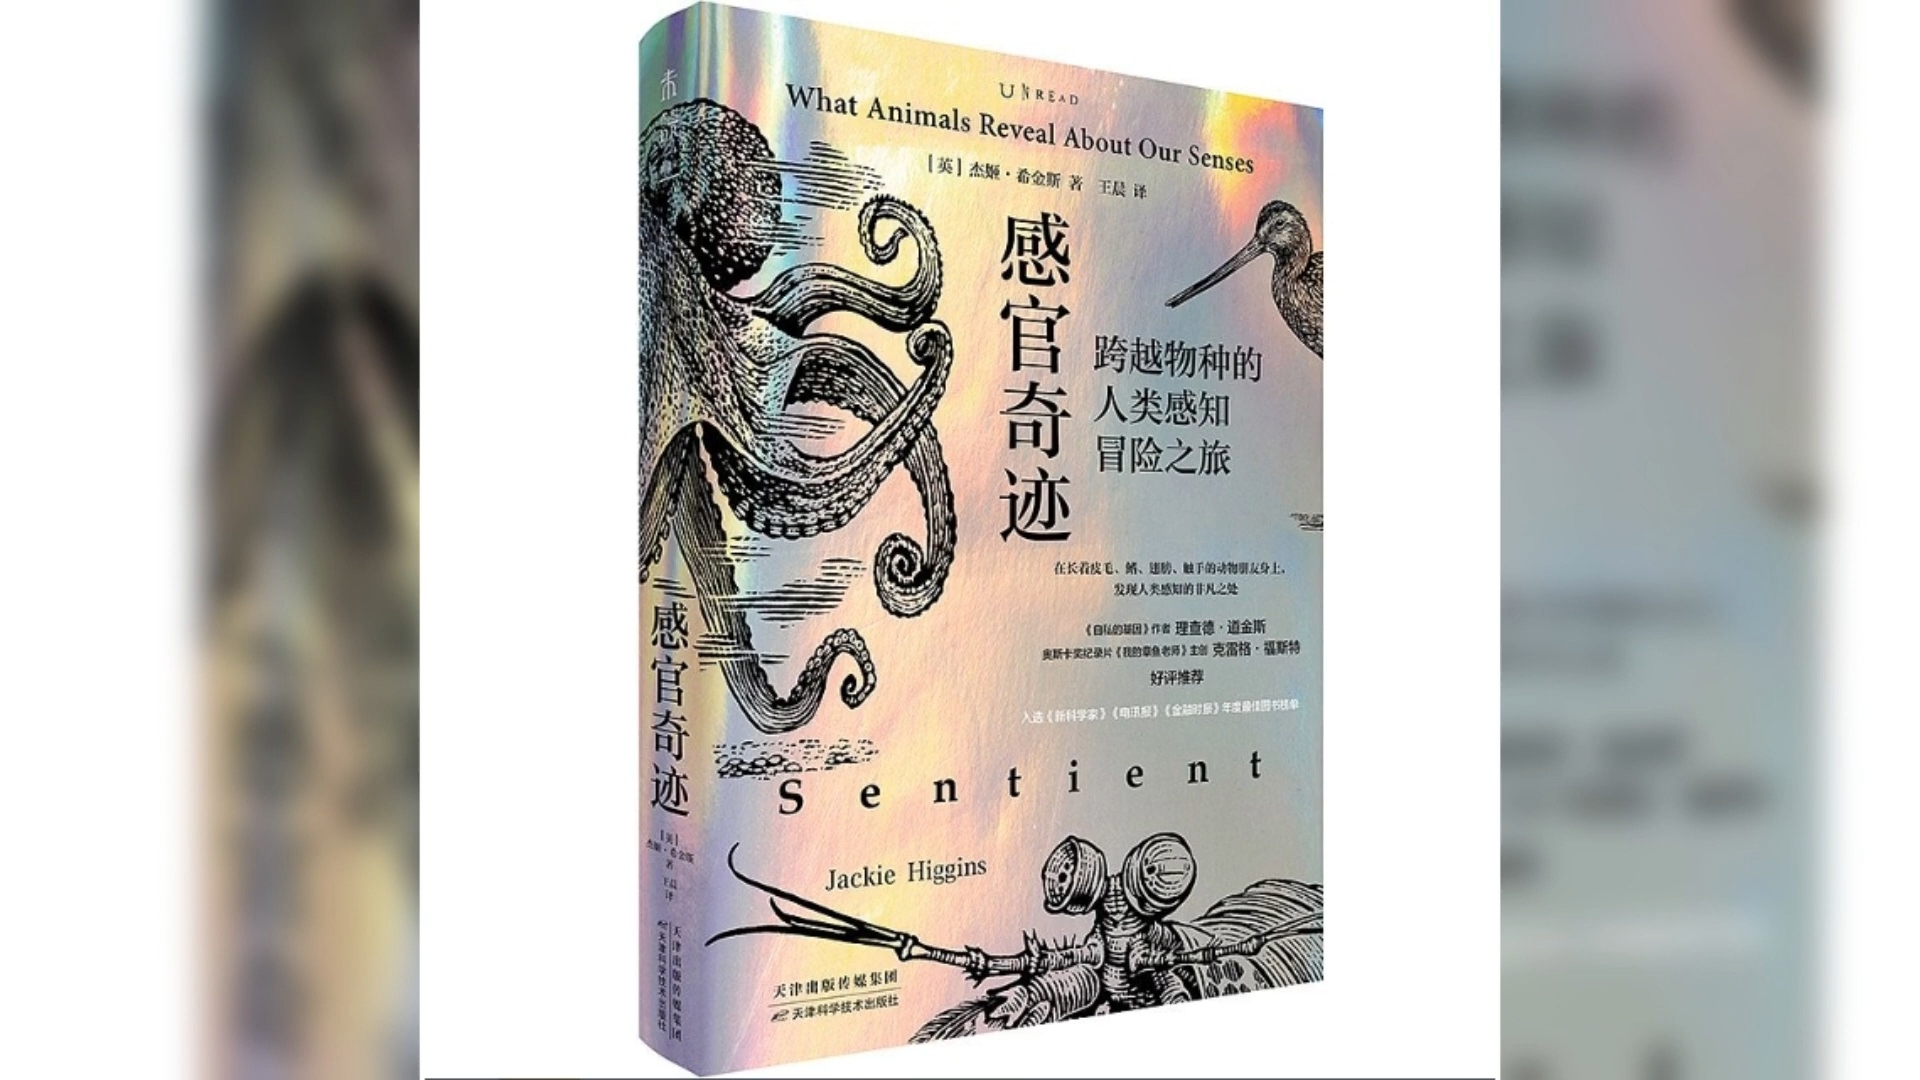 UNREAD
What Animals Reveal About Our Senses
[英] 杰姬·希金斯 著 王晨 译
感官奇迹
跨越物种的
人类感知
冒险之旅
在长着皮毛、鳍、翅膀、触手的动物朋友身上，
发现人类感知的非凡之处
《自私的基因》作者 理查德·道金斯
奥斯卡奖纪录片《我的章鱼老师》主创 克雷格·福斯特
好评推荐
入选《新科学家》《电讯报》《金融时报》年度最佳图书榜单
Sentient
Jackie Higgins
天津出版传媒集团
天津科学技术出版社
感官奇迹
[英]
杰姬·希金斯
著
王晨
译
天津出版传媒集团
天津科学技术出版社